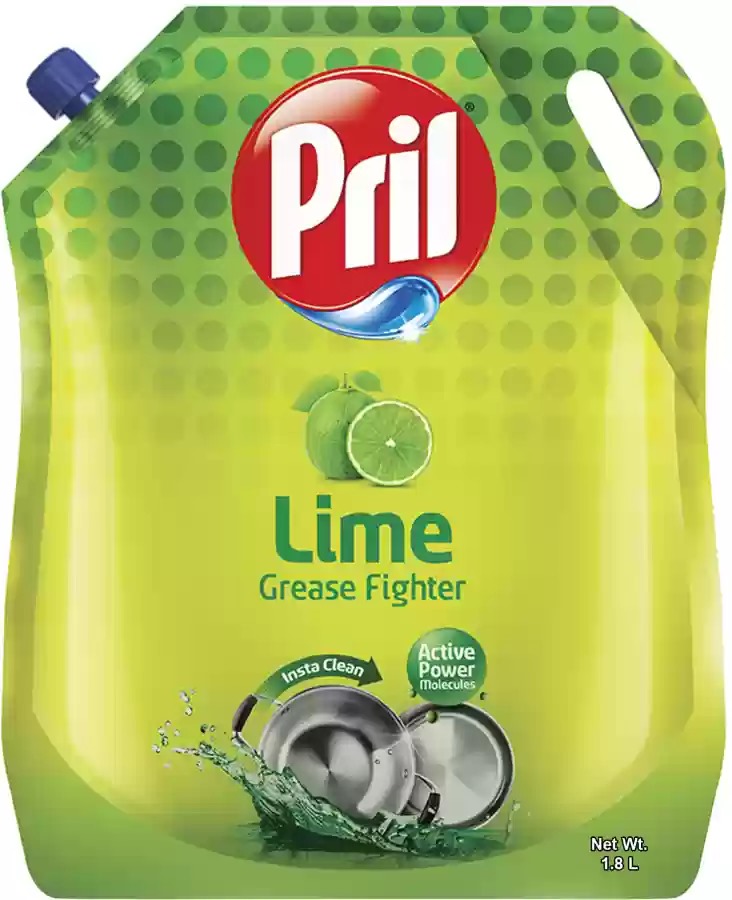 Pril
®
Lime
Grease Fighter
Insta Clean
Active
Power
Molecules
Net Wt.
1.8 L